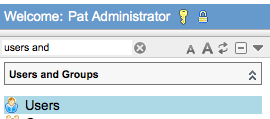 Welcome: Pat Administrator
users and
A A
Users and Groups
Users